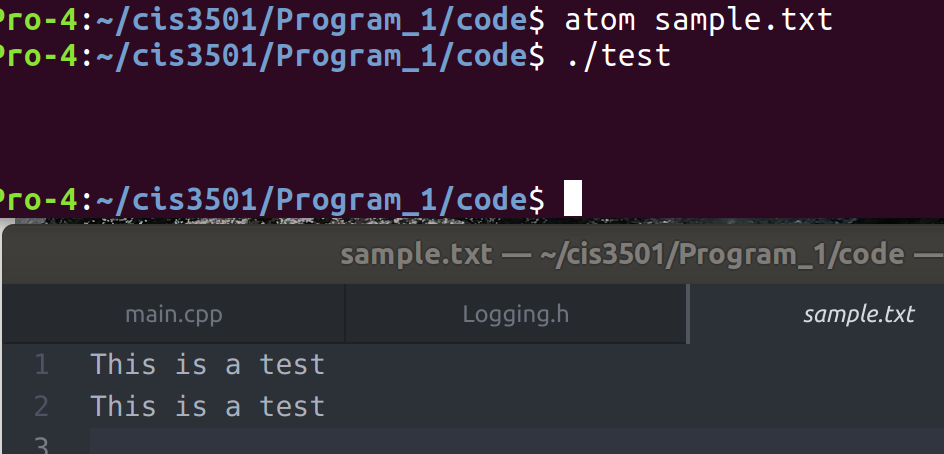 Pro-4:~/cis3501/Program_1/code$ atom sample.txt
Pro-4:~/cis3501/Program_1/code$ ./test
Pro-4:~/cis3501/Program_1/code$
sample.txt — ~/cis3501/Program_1/code —
main.cpp Logging.h sample.txt
1 This is a test
2 This is a test
3